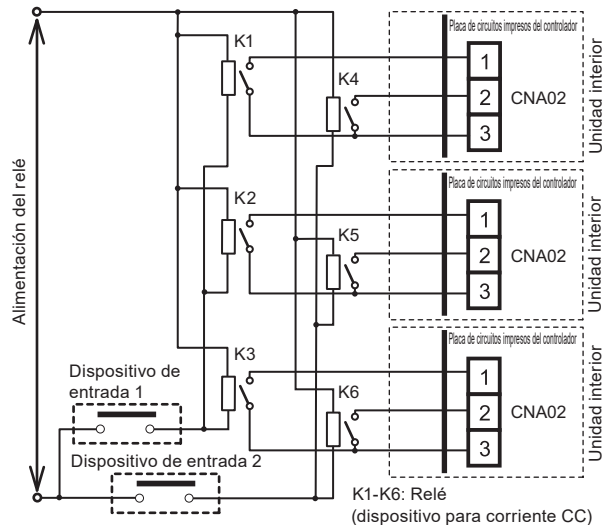 Alimentación del relé
K1
K4
Placa de circuitos impresos del controlador
1
2
3
CNA02
Unidad interior
K2
K5
Placa de circuitos impresos del controlador
1
2
3
CNA02
Unidad interior
K3
K6
Placa de circuitos impresos del controlador
1
2
3
CNA02
Unidad interior
Dispositivo de
entrada 1
Dispositivo de entrada 2
K1-K6: Relé
(dispositivo para corriente CC)